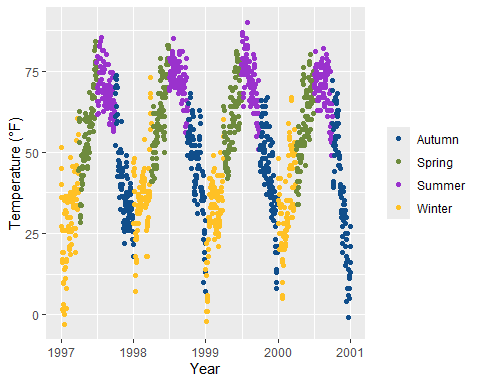 Temperature (°F)
75
50
25
0
1997
1998
1999
2000
2001
Year
Autumn
Spring
Summer
Winter